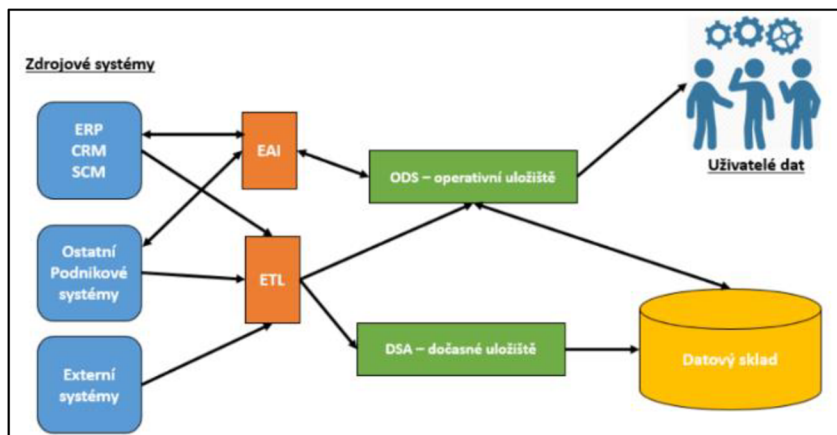 Zdrojové systémy
ERP
CRM
SCM
EAI
ODS – operativní uložiště
Uživatelé dat
Ostatní
Podnikové
systémy
ETL
DSA – dočasné uložiště
Datový sklad
Externí
systémy